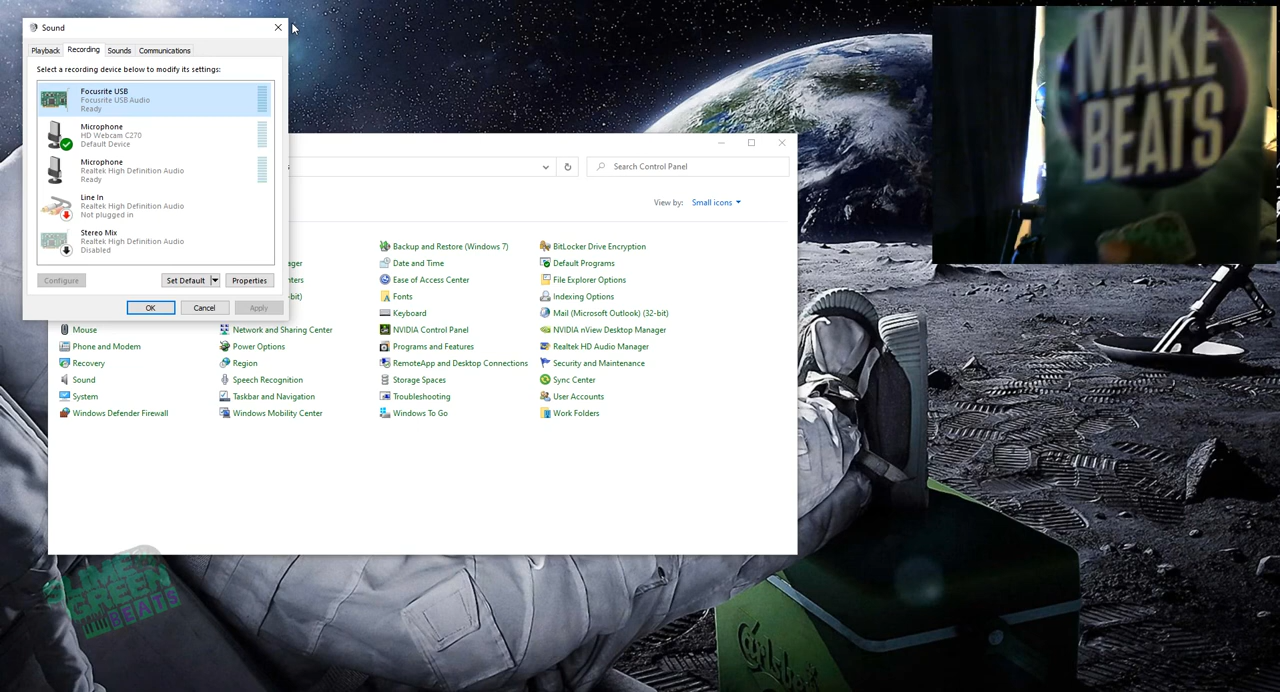 Sound
Playback
Recording
Sounds
Communications
Select a recording device below to modify its settings:
Focusrite USB
Focusrite USB Audio
Ready
Microphone
HD Webcam C270
Default Device
Microphone
Realtek High Definition Audio
Ready
Line In
Realtek High Definition Audio
Not plugged in
Stereo Mix
Realtek High Definition Audio
Disabled
Configure
Set Default
Properties
OK
Cancel
Apply
s
Search Control Panel
View by:
Small icons
Backup and Restore (Windows 7)
BitLocker Drive Encryption
ager
Date and Time
Default Programs
nters
Ease of Access Center
File Explorer Options
-bit)
Fonts
Indexing Options
Keyboard
Mail (Microsoft Outlook) (32-bit)
Mouse
Network and Sharing Center
NVIDIA Control Panel
NVIDIA nView Desktop Manager
Phone and Modem
Power Options
Programs and Features
Realtek HD Audio Manager
Recovery
Region
RemoteApp and Desktop Connections
Security and Maintenance
Sound
Speech Recognition
Storage Spaces
Sync Center
System
Taskbar and Navigation
Troubleshooting
User Accounts
Windows Defender Firewall
Windows Mobility Center
Windows To Go
Work Folders
MAKE
BEATS
LIME
GREEN
BEATS
Carlsberg